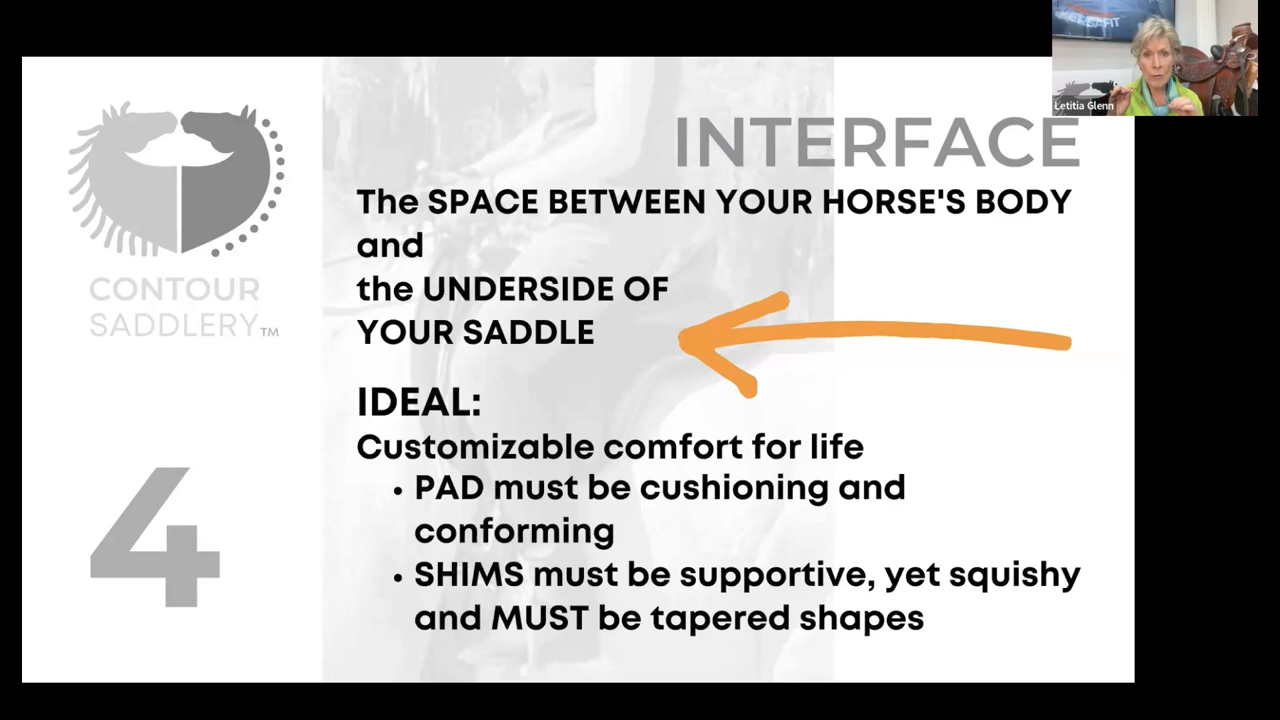 Letitia Glenn
INTERFACE
The SPACE BETWEEN YOUR HORSE'S BODY
and
the UNDERSIDE OF
YOUR SADDLE
CONTOUR
SADDLERY™
IDEAL:
Customizable comfort for life
• PAD must be cushioning and
conforming
• SHIMS must be supportive, yet squishy
and MUST be tapered shapes
4